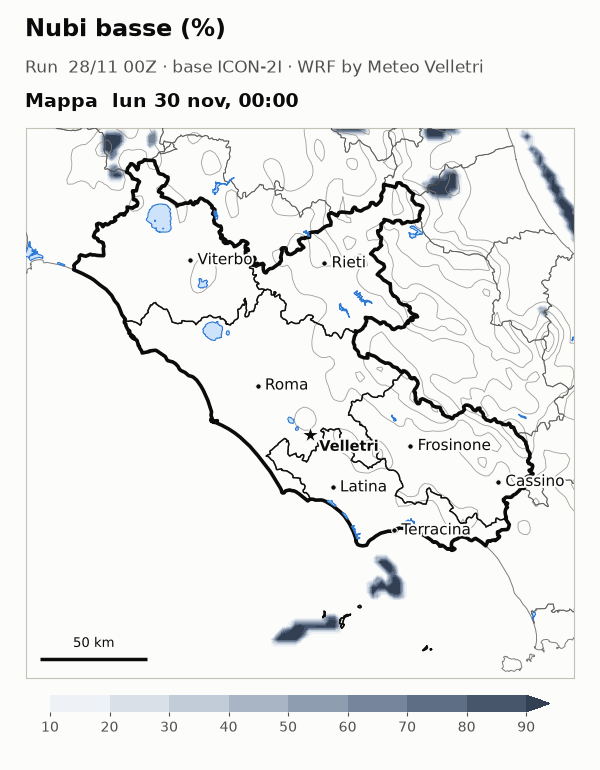 Nubi basse (%)
Run  28/11 00Z · base ICON-2I · WRF by Meteo Velletri
Mappa  lun 30 nov, 00:00
Viterbo
Rieti
Roma
Velletri
Frosinone
Cassino
Latina
Terracina
50 km
10 20 30 40 50 60 70 80 90